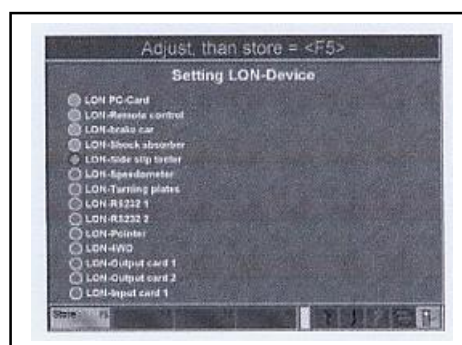 Adjust, than store = <F5>
Setting LON-Device
LON PC-Card
LON-Remote control
LON-brake car
LON-Shock absorber
LON-Side slip tester
LON-Speedometer
LON-Turning plates
LON-RS232 1
LON-RS232 2
LON-Pointer
LON-4WD
LON-Output card 1
LON-Output card 2
LON-Input card 1
Store F5